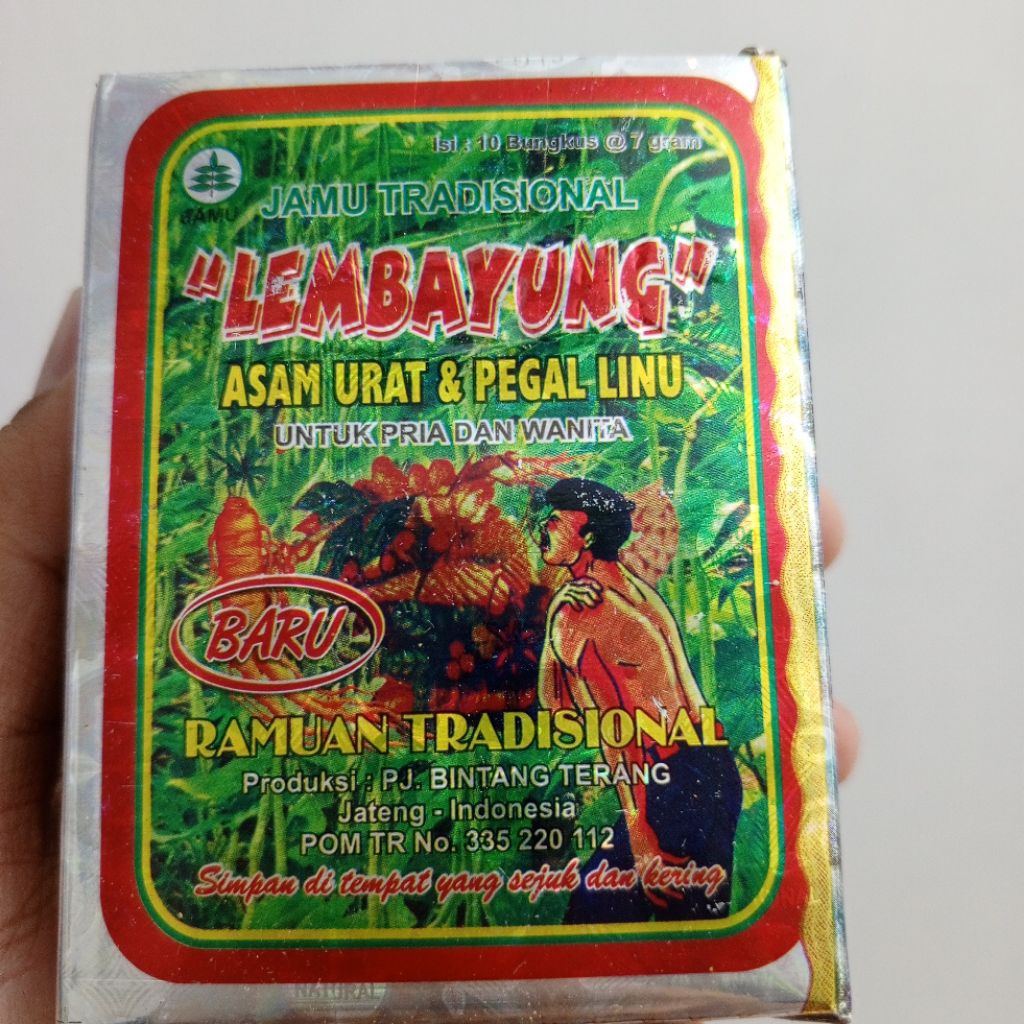 Isi : 10 Bungkus @ 7 gram
JAMU
JAMU TRADISIONAL
"LEMBAYUNG"
ASAM URAT & PEGAL LINU
UNTUK PRIA DAN WANITA
BARU
RAMUAN TRADISIONAL
Produksi : PJ. BINTANG TERANG
Jateng - Indonesia
POM TR No. 335 220 112
Simpan di tempat yang sejuk dan kering
NATURAL